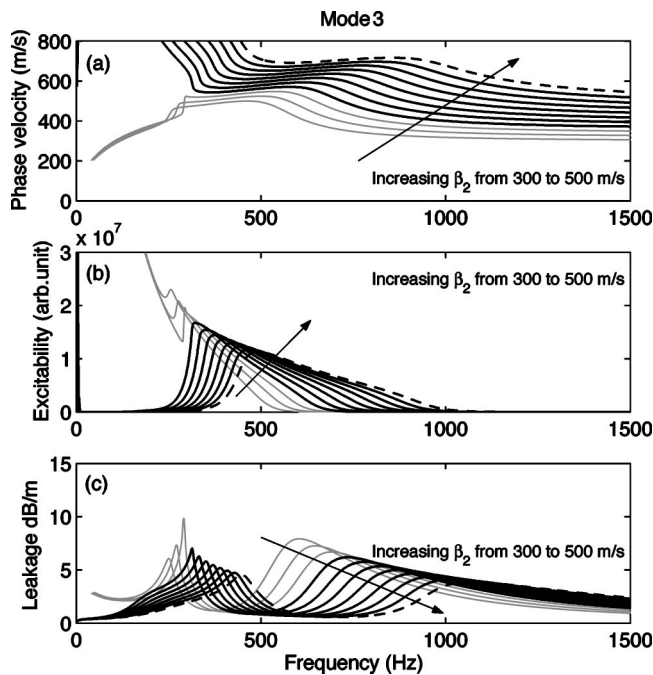 Mode 3
800
(a)
600
400
200
0
Phase velocity (m/s)
Increasing β2 from 300 to 500 m/s
0
500
1000
1500
x 10^7
3
(b)
Increasing β2 from 300 to 500 m/s
2
1
0
Excitability (arb.unit)
0
500
1000
1500
15
(c)
10
Increasing β2 from 300 to 500 m/s
5
0
Leakage dB/m
0
500
1000
1500
Frequency (Hz)